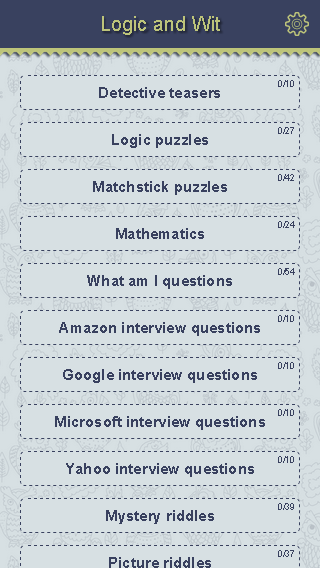 Logic and Wit
0/10
Detective teasers
0/27
Logic puzzles
0/42
Matchstick puzzles
0/24
Mathematics
0/54
What am I questions
0/10
Amazon interview questions
0/10
Google interview questions
0/10
Microsoft interview questions
0/10
Yahoo interview questions
0/39
Mystery riddles
0/37
Picture riddles